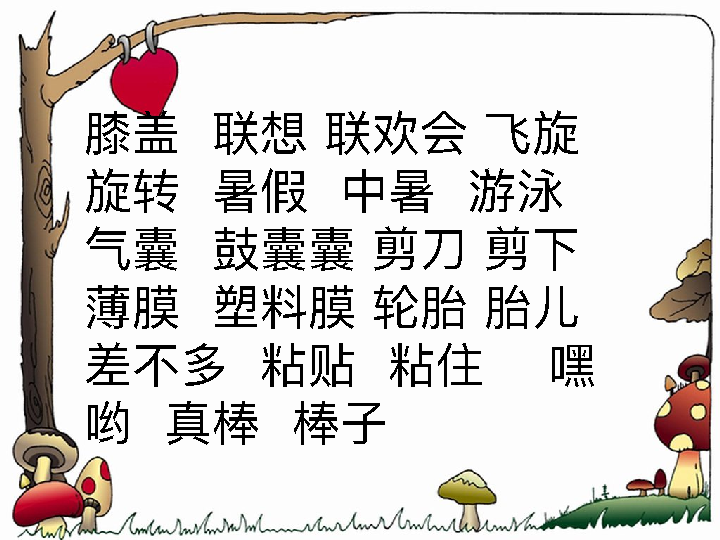 膝盖 联想 联欢会 飞旋
旋转 暑假 中暑 游泳
气囊 鼓囊囊 剪刀 剪下
薄膜 塑料膜 轮胎 胎儿
差不多 粘贴 粘住 嘿
哟 真棒 棒子